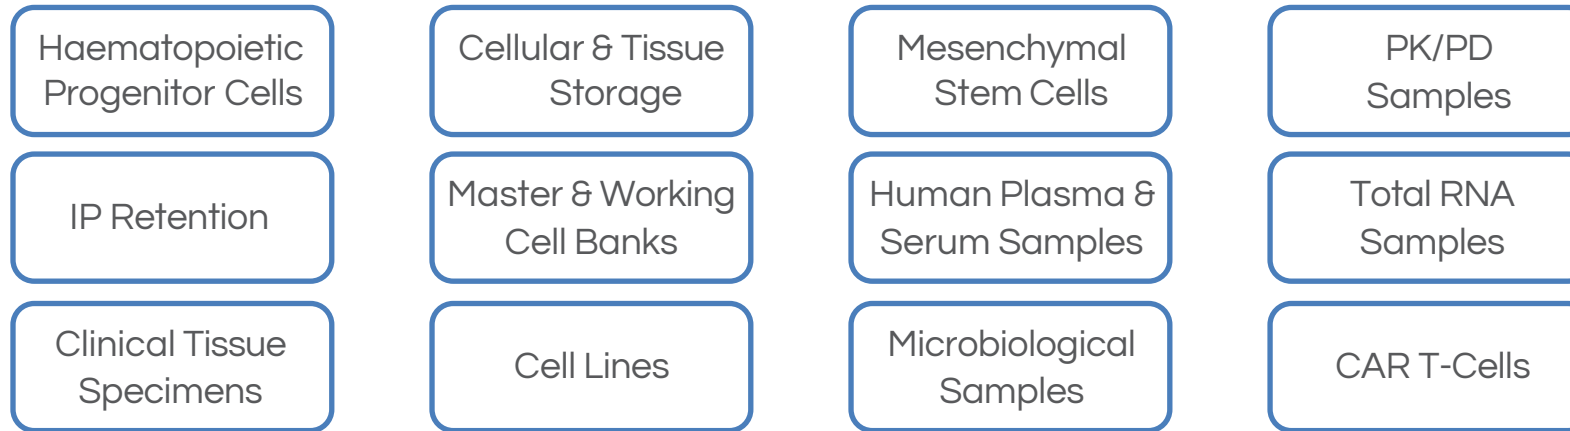 Haematopoietic
Progenitor Cells
Cellular & Tissue
Storage
Mesenchymal
Stem Cells
PK/PD
Samples
IP Retention
Master & Working
Cell Banks
Human Plasma &
Serum Samples
Total RNA
Samples
Clinical Tissue
Specimens
Cell Lines
Microbiological
Samples
CAR T-Cells